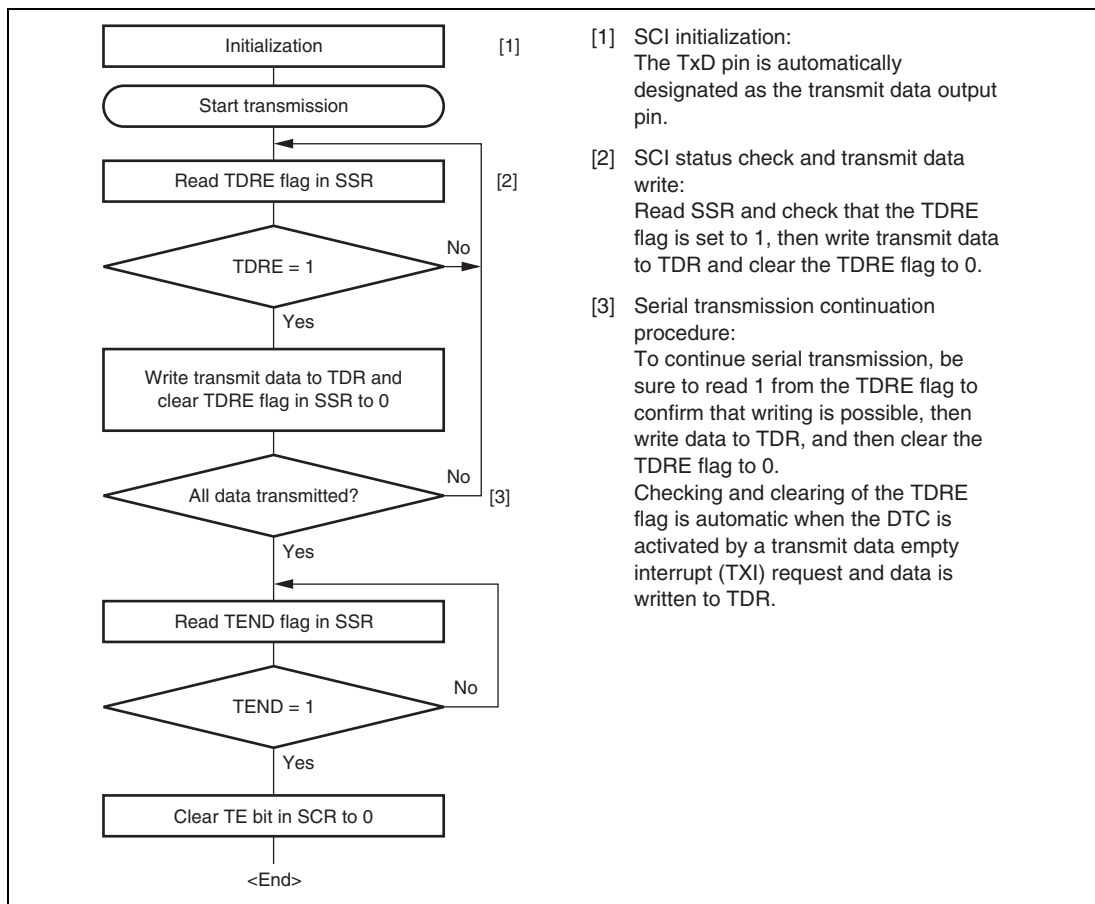 Initialization
[1]
Start transmission
Read TDRE flag in SSR
[2]
No
TDRE = 1
Yes
Write transmit data to TDR and
clear TDRE flag in SSR to 0
No
All data transmitted?
[3]
Yes
Read TEND flag in SSR
No
TEND = 1
Yes
Clear TE bit in SCR to 0
<End>
[1] SCI initialization:
The TxD pin is automatically
designated as the transmit data output
pin.
[2] SCI status check and transmit data
write:
Read SSR and check that the TDRE
flag is set to 1, then write transmit data
to TDR and clear the TDRE flag to 0.
[3] Serial transmission continuation
procedure:
To continue serial transmission, be
sure to read 1 from the TDRE flag to
confirm that writing is possible, then
write data to TDR, and then clear the
TDRE flag to 0.
Checking and clearing of the TDRE
flag is automatic when the DTC is
activated by a transmit data empty
interrupt (TXI) request and data is
written to TDR.